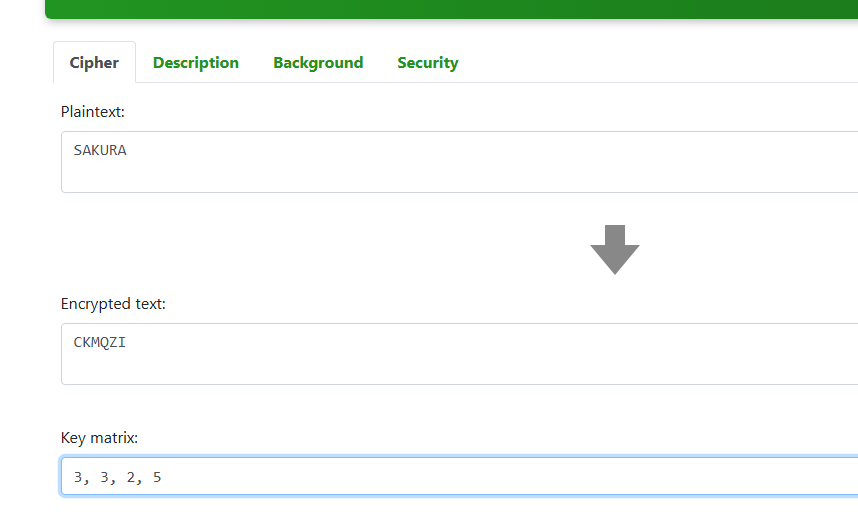 Cipher Description Background Security
Plaintext:
SAKURA
Encrypted text:
CKMQZI
Key matrix:
3, 3, 2, 5